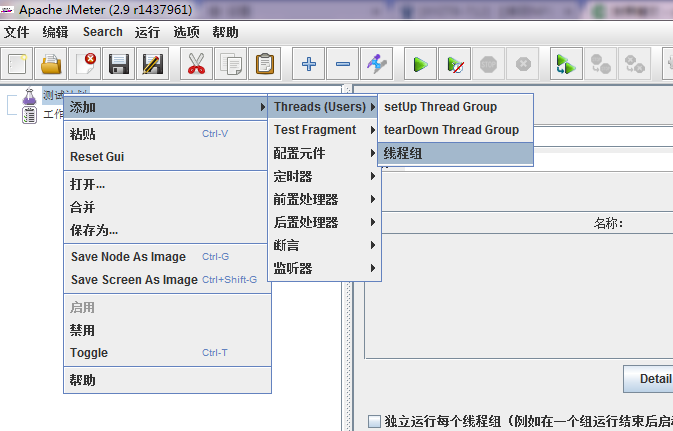 Apache JMeter (2.9 r1437961)
文件 编辑 Search 运行 选项 帮助
测试计划
工作
添加
粘贴 Ctrl-V
Reset Gui
打开...
合并
保存为...
Save Node As Image Ctrl-G
Save Screen As Image Ctrl+Shift-G
启用
禁用
Toggle Ctrl-T
帮助
Threads (Users)
Test Fragment
配置元件
定时器
前置处理器
后置处理器
断言
监听器
setUp Thread Group
tearDown Thread Group
线程组
名称:
Detail
独立运行每个线程组（例如在一个组运行结束后启动